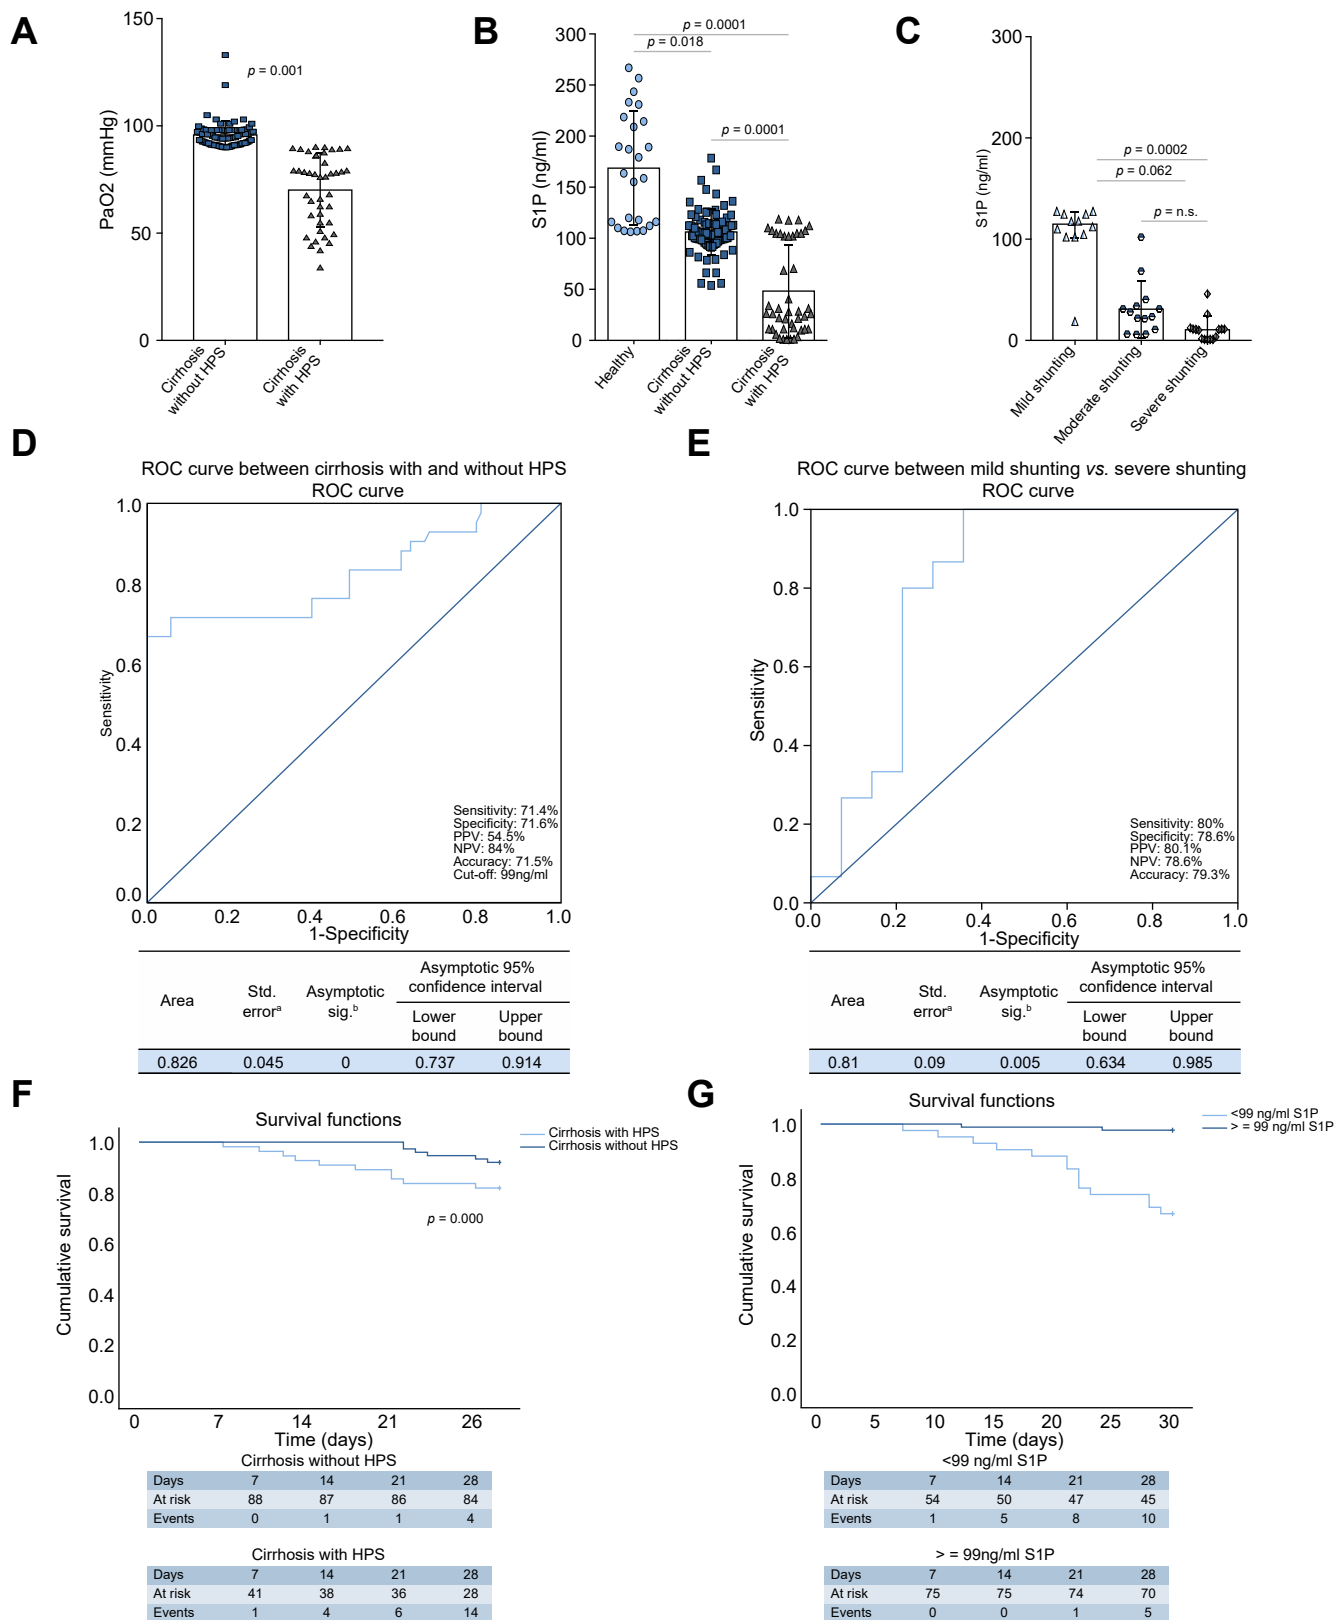 A
150
100
50
0
PaO2 (mmHg)
p = 0.001
Cirrhosis
without HPS
Cirrhosis
with HPS
B
300
250
200
150
100
50
0
S1P (ng/ml)
p = 0.0001
p = 0.018
p = 0.0001
Healthy
Cirrhosis
without HPS
Cirrhosis
with HPS
C
300
200
100
0
S1P (ng/ml)
p = 0.0002
p = 0.062
p = n.s.
Mild shunting
Moderate shunting
Severe shunting
D
ROC curve between cirrhosis with and without HPS
ROC curve
1.0
0.8
0.6
0.4
0.2
0.0
Sensitivity
Sensitivity: 71.4%
Specificity: 71.6%
PPV: 54.5%
NPV: 84%
Accuracy: 71.5%
Cut-off: 99ng/ml
0.0 0.2 0.4 0.6 0.8 1.0
1-Specificity
Area Std. errorᵃ Asymptotic sig.ᵇ Asymptotic 95% confidence interval
Lower bound Upper bound
0.826 0.045 0 0.737 0.914
E
ROC curve between mild shunting vs. severe shunting
ROC curve
1.0
0.8
0.6
0.4
0.2
0.0
Sensitivity
Sensitivity: 80%
Specificity: 78.6%
PPV: 80.1%
NPV: 78.6%
Accuracy: 79.3%
0.0 0.2 0.4 0.6 0.8 1.0
1-Specificity
Area Std. errorᵃ Asymptotic sig.ᵇ Asymptotic 95% confidence interval
Lower bound Upper bound
0.81 0.09 0.005 0.634 0.985
F
Survival functions
Cirrhosis with HPS
Cirrhosis without HPS
1.0
0.8
0.6
0.4
0.2
0.0
Cumulative survival
p = 0.000
0 7 14 21 26
Time (days)
Cirrhosis without HPS
Days 7 14 21 28
At risk 88 87 86 84
Events 0 1 1 4
Cirrhosis with HPS
Days 7 14 21 28
At risk 41 38 36 28
Events 1 4 6 14
G
Survival functions
<99 ng/ml S1P
> = 99 ng/ml S1P
1.0
0.8
0.6
0.4
0.2
0.0
Cumulative survival
0 5 10 15 20 25 30
Time (days)
<99 ng/ml S1P
Days 7 14 21 28
At risk 54 50 47 45
Events 1 5 8 10
> = 99ng/ml S1P
Days 7 14 21 28
At risk 75 75 74 70
Events 0 0 1 5